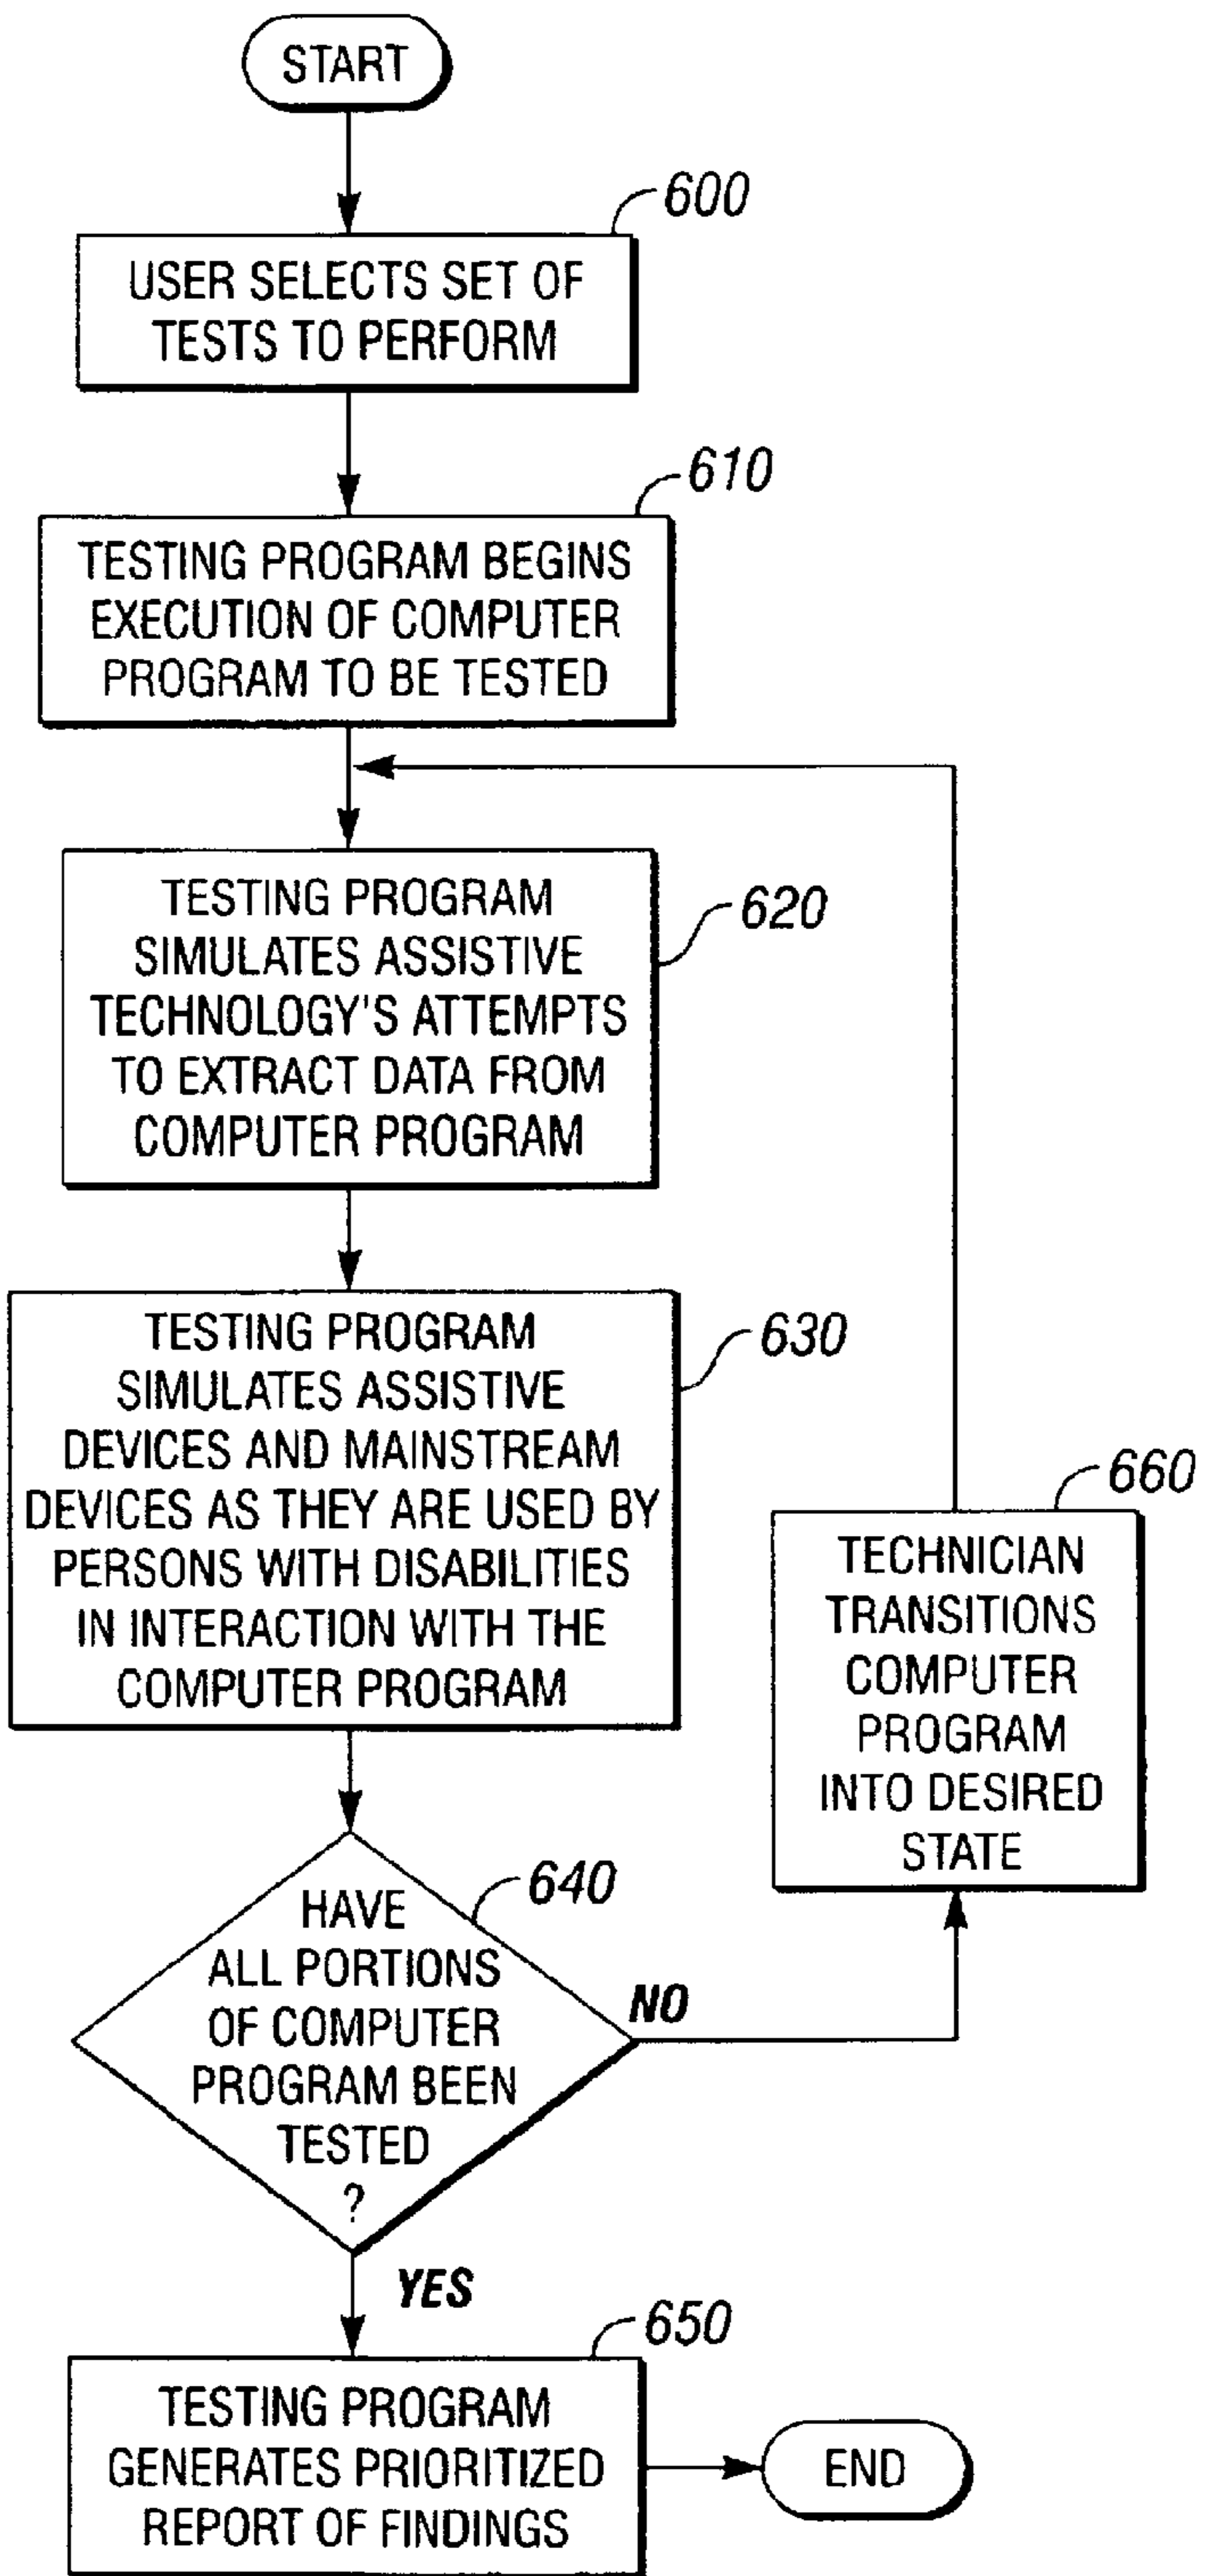 START
600
USER SELECTS SET OF
TESTS TO PERFORM
610
TESTING PROGRAM BEGINS
EXECUTION OF COMPUTER
PROGRAM TO BE TESTED
620
TESTING PROGRAM
SIMULATES ASSISTIVE
TECHNOLOGY'S ATTEMPTS
TO EXTRACT DATA FROM
COMPUTER PROGRAM
630
TESTING PROGRAM
SIMULATES ASSISTIVE
DEVICES AND MAINSTREAM
DEVICES AS THEY ARE USED BY
PERSONS WITH DISABILITIES
IN INTERACTION WITH THE
COMPUTER PROGRAM
660
TECHNICIAN
TRANSITIONS
COMPUTER
PROGRAM
INTO DESIRED
STATE
640
HAVE
ALL PORTIONS
OF COMPUTER
PROGRAM BEEN
TESTED
?
NO
YES
650
TESTING PROGRAM
GENERATES PRIORITIZED
REPORT OF FINDINGS
END